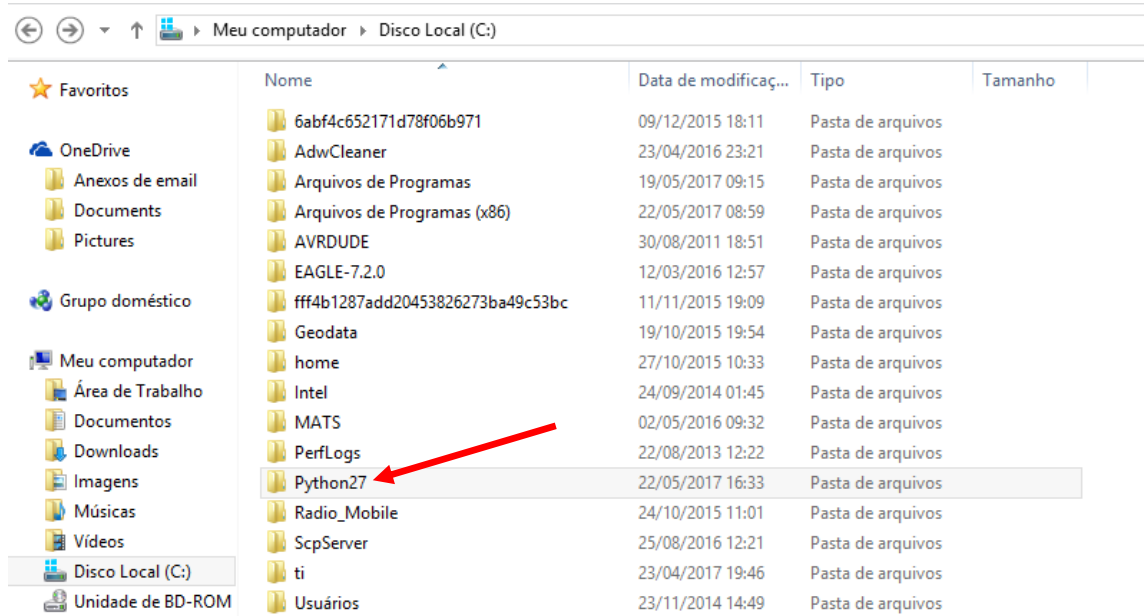 Meu computador Disco Local (C:)
Nome Data de modificaç... Tipo Tamanho
Favoritos
OneDrive
Anexos de email
Documents
Pictures
Grupo doméstico
Meu computador
Área de Trabalho
Documentos
Downloads
Imagens
Músicas
Vídeos
Disco Local (C:)
Unidade de BD-ROM
6abf4c652171d78f06b971 09/12/2015 18:11 Pasta de arquivos
AdwCleaner 23/04/2016 23:21 Pasta de arquivos
Arquivos de Programas 19/05/2017 09:15 Pasta de arquivos
Arquivos de Programas (x86) 22/05/2017 08:59 Pasta de arquivos
AVRDUDE 30/08/2011 18:51 Pasta de arquivos
EAGLE-7.2.0 12/03/2016 12:57 Pasta de arquivos
fff4b1287add20453826273ba49c53bc 11/11/2015 19:09 Pasta de arquivos
Geodata 19/10/2015 19:54 Pasta de arquivos
home 27/10/2015 10:33 Pasta de arquivos
Intel 24/09/2014 01:45 Pasta de arquivos
MATS 02/05/2016 09:32 Pasta de arquivos
PerfLogs 22/08/2013 12:22 Pasta de arquivos
Python27 22/05/2017 16:33 Pasta de arquivos
Radio_Mobile 24/10/2015 11:01 Pasta de arquivos
ScpServer 25/08/2016 12:21 Pasta de arquivos
ti 23/04/2017 19:46 Pasta de arquivos
Usuários 23/11/2014 14:49 Pasta de arquivos